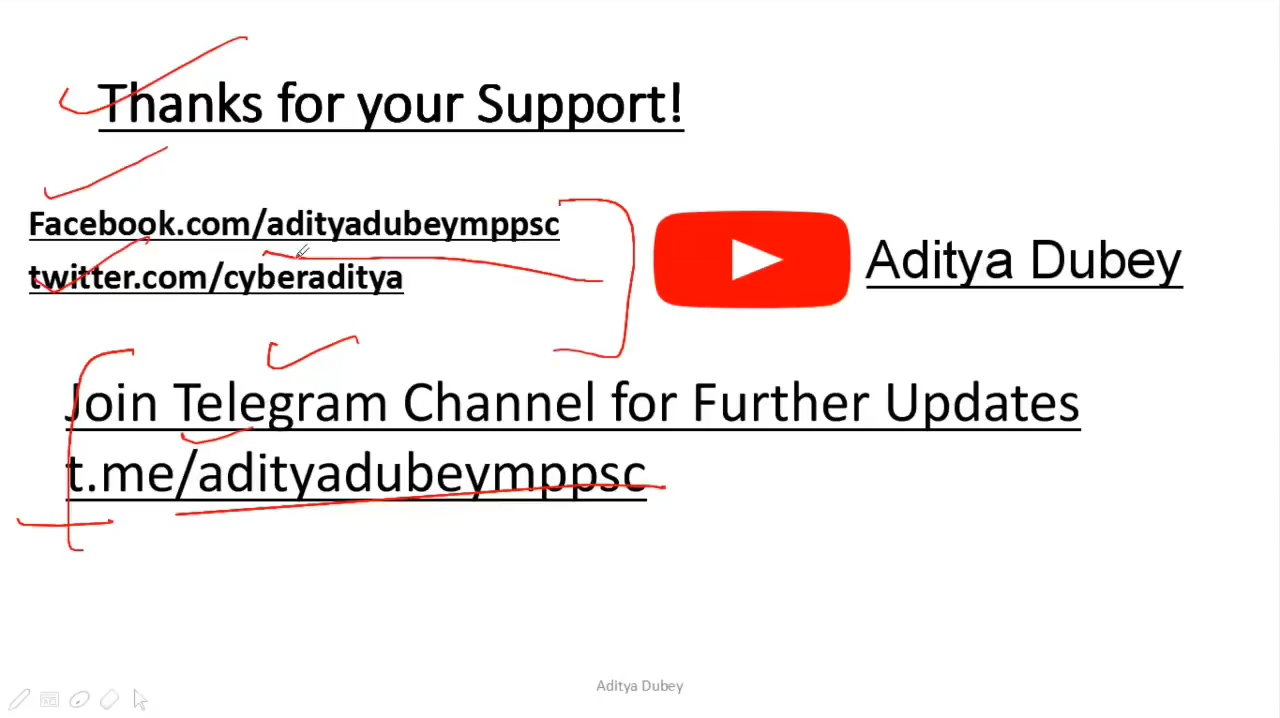 Thanks for your Support!
Facebook.com/adityadubeymppsc
twitter.com/cyberaditya
Aditya Dubey
Join Telegram Channel for Further Updates
t.me/adityadubeymppsc
Aditya Dubey